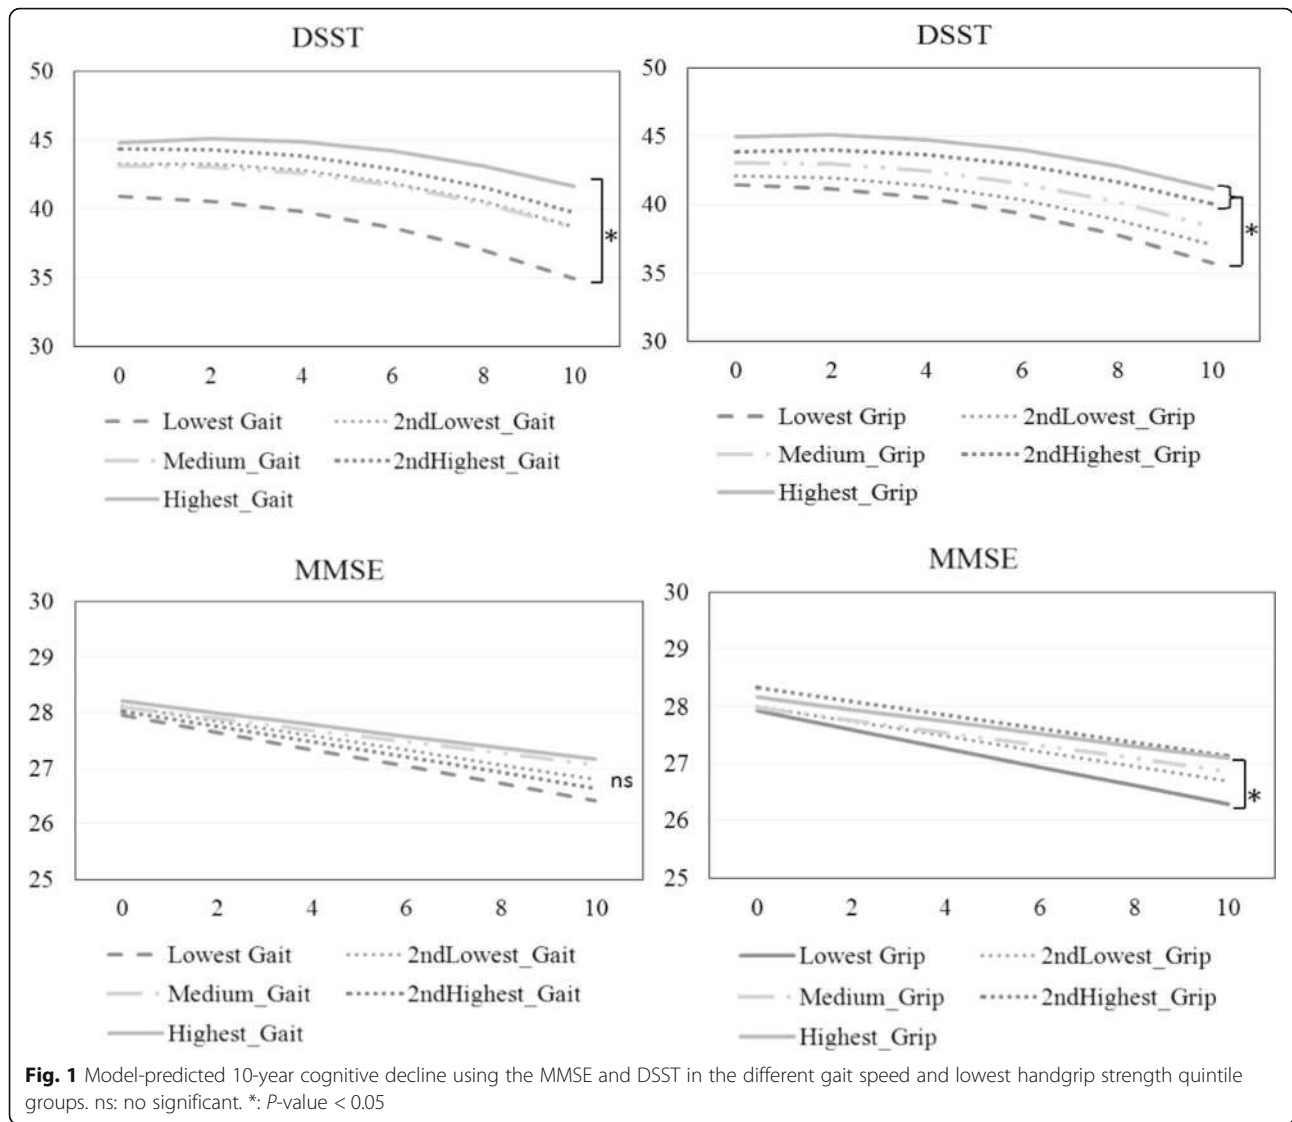 DSST
50
45
40
35
30
*
0 2 4 6 8 10
Lowest Gait 2ndLowest_Gait
Medium_Gait 2ndHighest_Gait
Highest_Gait
DSST
50
45
40
35
30
*
0 2 4 6 8 10
Lowest Grip 2ndLowest_Grip
Medium_Grip 2ndHighest_Grip
Highest_Grip
MMSE
30
29
28
27
26
25
ns
0 2 4 6 8 10
Lowest Gait 2ndLowest_Gait
Medium_Gait 2ndHighest_Gait
Highest_Gait
MMSE
30
29
28
27
26
25
*
0 2 4 6 8 10
Lowest Grip 2ndLowest_Grip
Medium_Grip 2ndHighest_Grip
Highest_Grip
Fig. 1 Model-predicted 10-year cognitive decline using the MMSE and DSST in the different gait speed and lowest handgrip strength quintile
groups. ns: no significant. *: P-value < 0.05